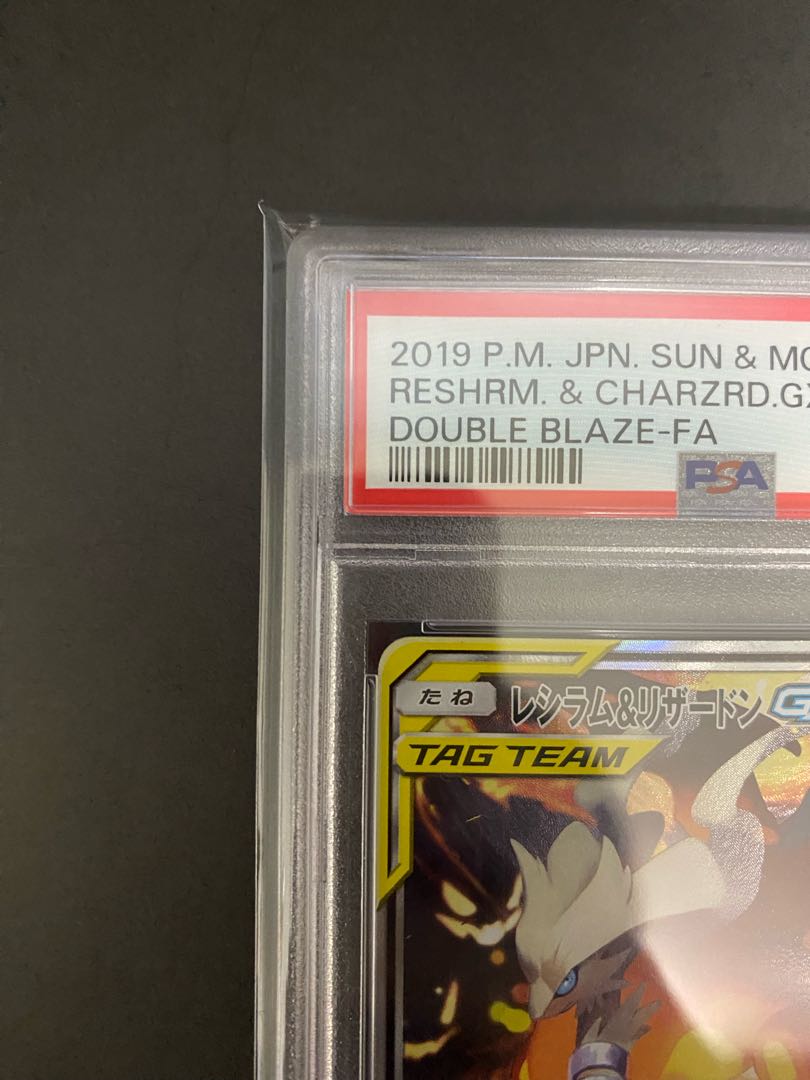 2019 P.M. JPN. SUN & MO
RESHRM. & CHARZRD.GX
DOUBLE BLAZE-FA
PSA
たね レシラム&リザードン G
TAG TEAM